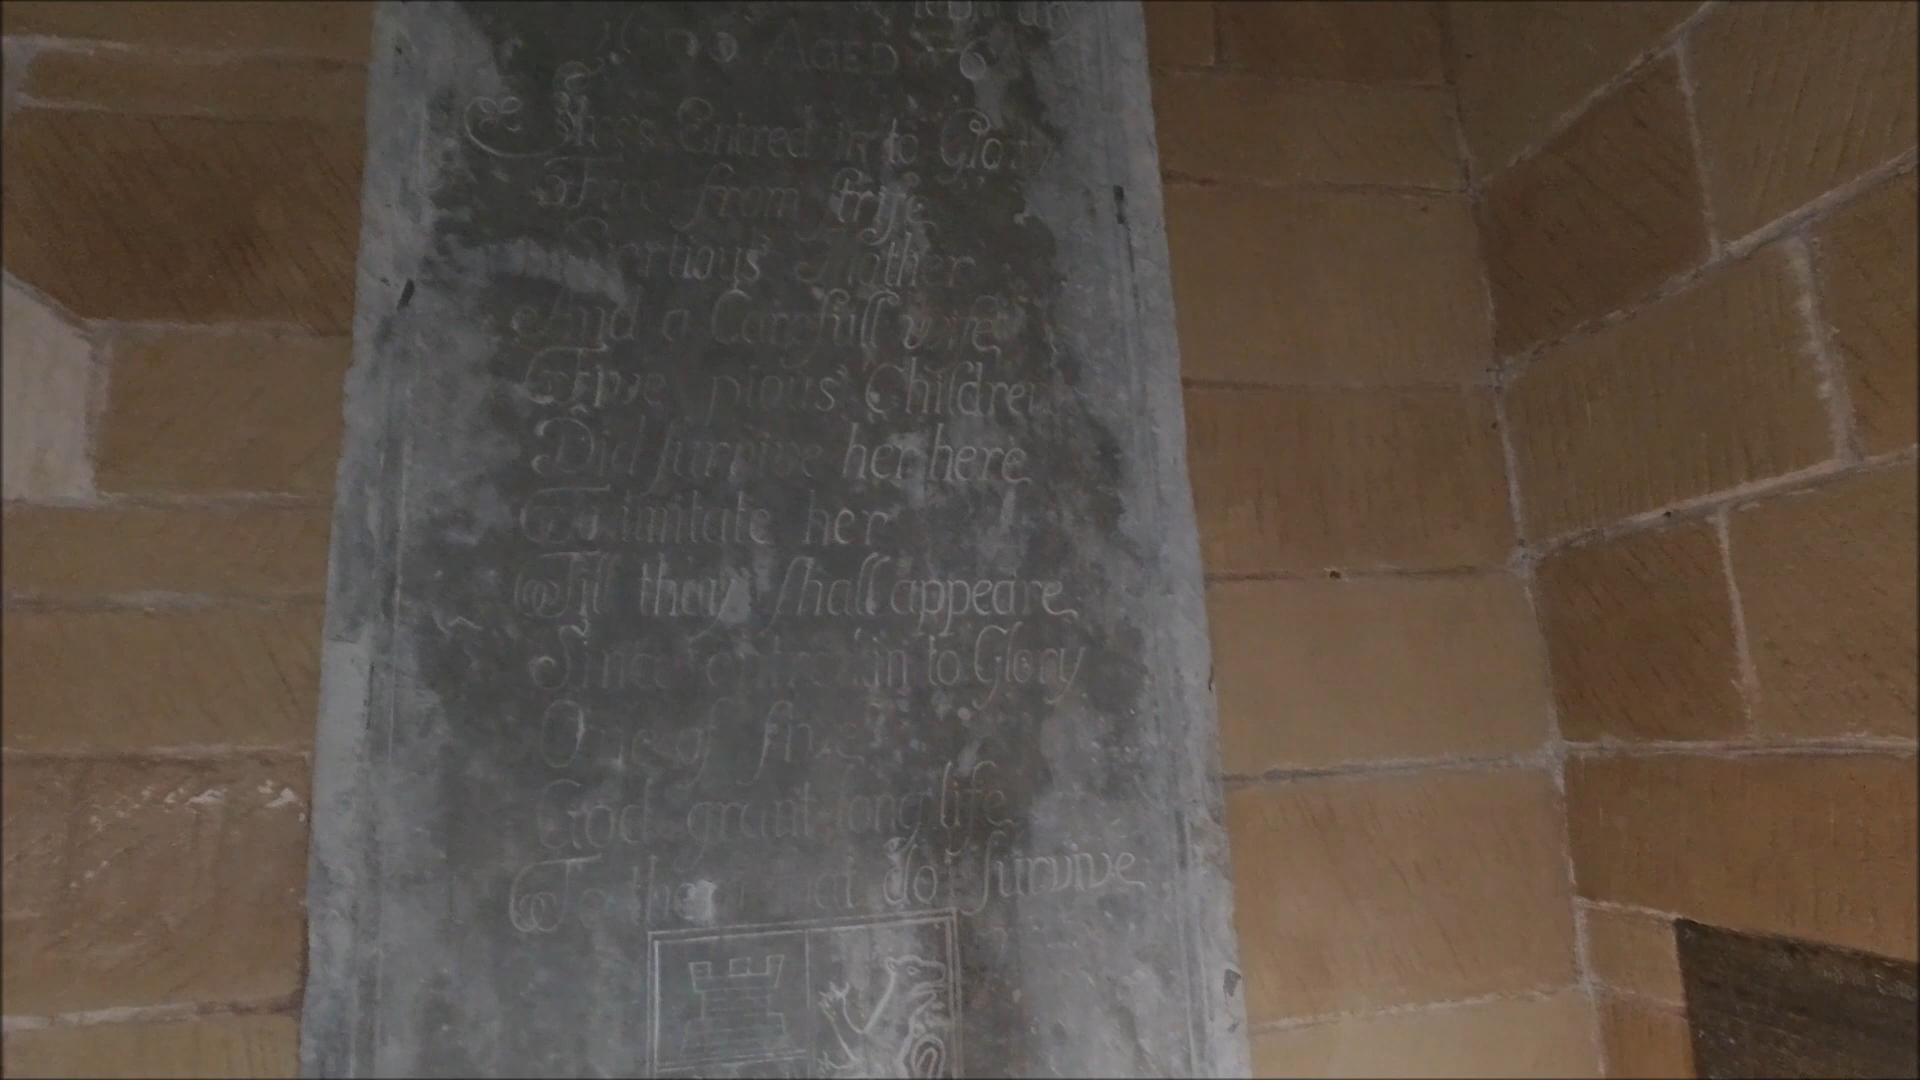 AGED
Shee's Entred in to Glory
Free from ſtrife
Mother
And a Carefull wife
Five pious Children
Did ſurvive her here
To imitate her
Till they ſhall appeare
Since entred in to Glory
One of five
God grant long life
To them that do ſurvive